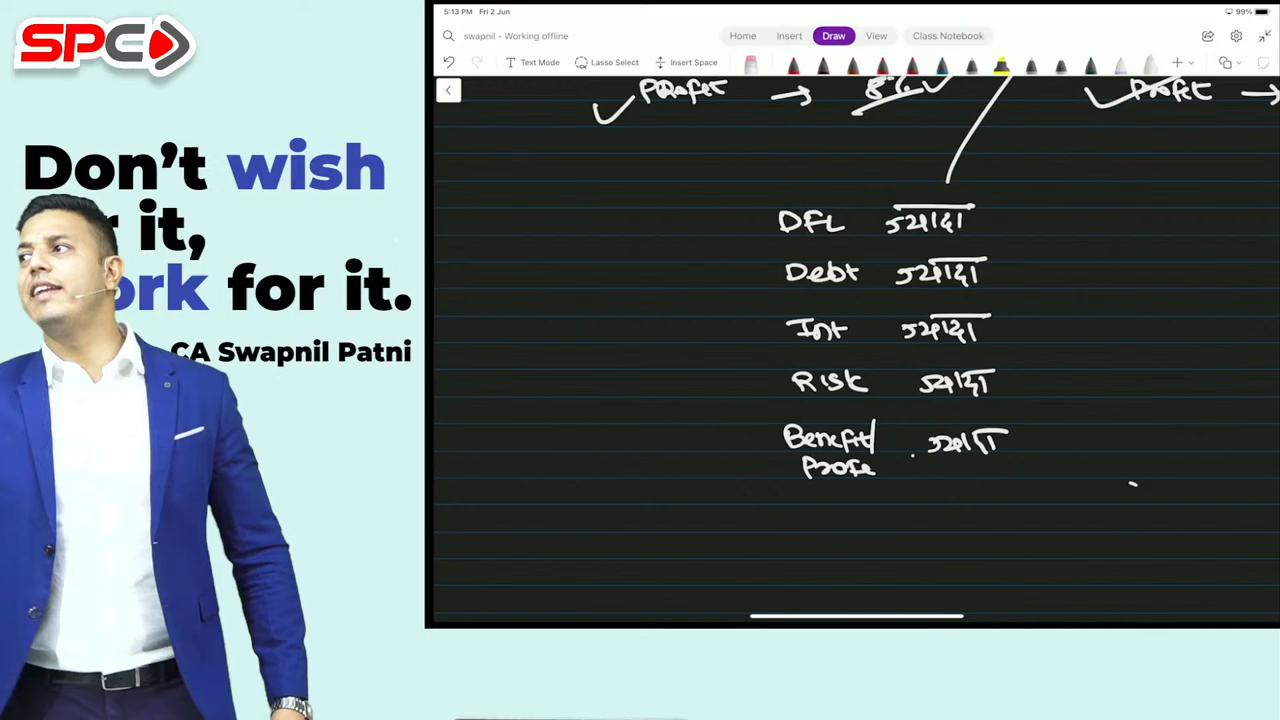 SPC
Don't wish
r it,
ork for it.
CA Swapnil Patni
5:13 PM Fri 2 Jun
99%
swapnil - Working offline
Home Insert Draw View Class Notebook
Text Mode Lasso Select Insert Space
Profit → 8%
Profit →
DFL ज्यादा
Debt ज्यादा
Int ज्यादा
Risk ज्यादा
Benefit/
Profi